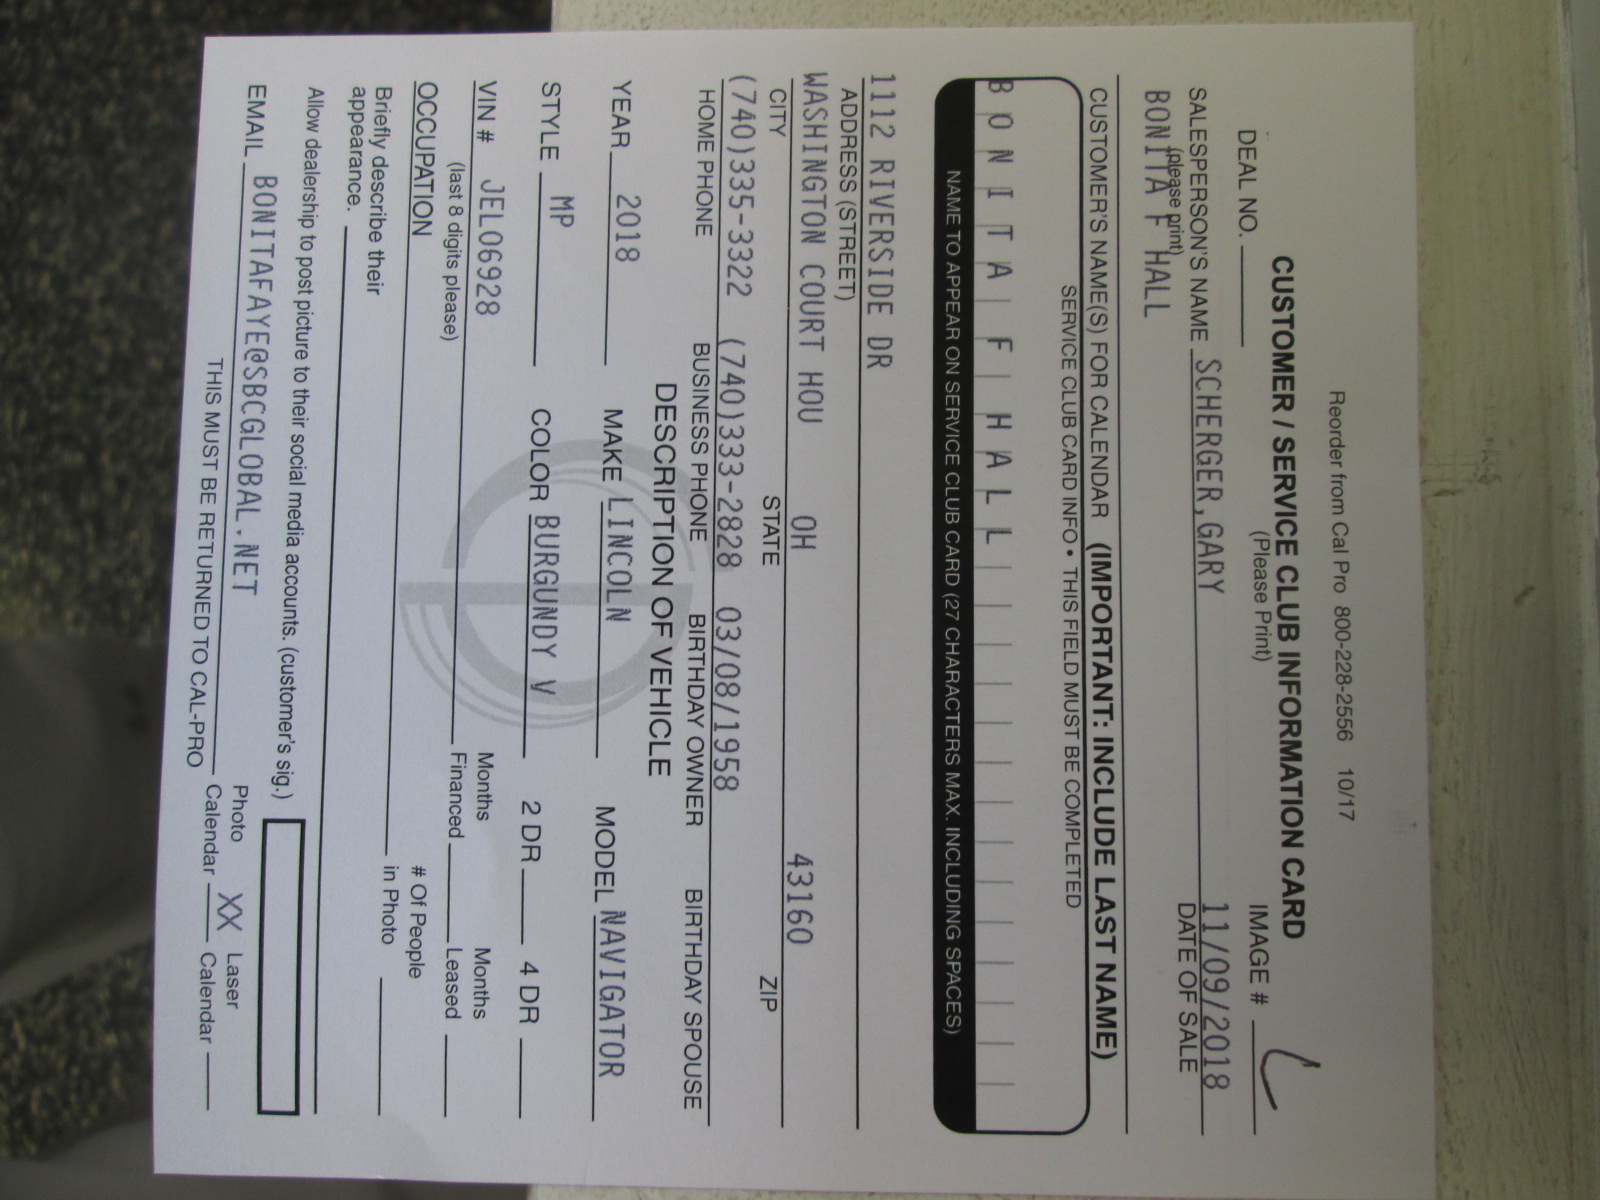 Reorder from Cal Pro 800-228-2556 10/17
CUSTOMER / SERVICE CLUB INFORMATION CARD
(Please Print)
DEAL NO. IMAGE #
SALESPERSON'S NAME SCHERGER,GARY 11/09/2018
(please print) DATE OF SALE
BONITA F HALL
CUSTOMER'S NAME(S) FOR CALENDAR (IMPORTANT: INCLUDE LAST NAME)
SERVICE CLUB CARD INFO • THIS FIELD MUST BE COMPLETED
BONITA F HALL
NAME TO APPEAR ON SERVICE CLUB CARD (27 CHARACTERS MAX. INCLUDING SPACES)
1112 RIVERSIDE DR
ADDRESS (STREET)
WASHINGTON COURT HOU OH 43160
CITY STATE ZIP
(740)335-3322 (740)333-2828 03/08/1958
HOME PHONE BUSINESS PHONE BIRTHDAY OWNER BIRTHDAY SPOUSE
DESCRIPTION OF VEHICLE
YEAR 2018 MAKE LINCOLN MODEL NAVIGATOR
STYLE MP COLOR BURGUNDY V 2 DR 4 DR
VIN # JEL06928 Months Months
(last 8 digits please) Financed Leased
OCCUPATION # Of People
Briefly describe their in Photo
appearance.
Allow dealership to post picture to their social media accounts. (customer's sig.)
EMAIL BONITAFAYE@SBCGLOBAL.NET Photo XX Laser
THIS MUST BE RETURNED TO CAL-PRO Calendar Calendar